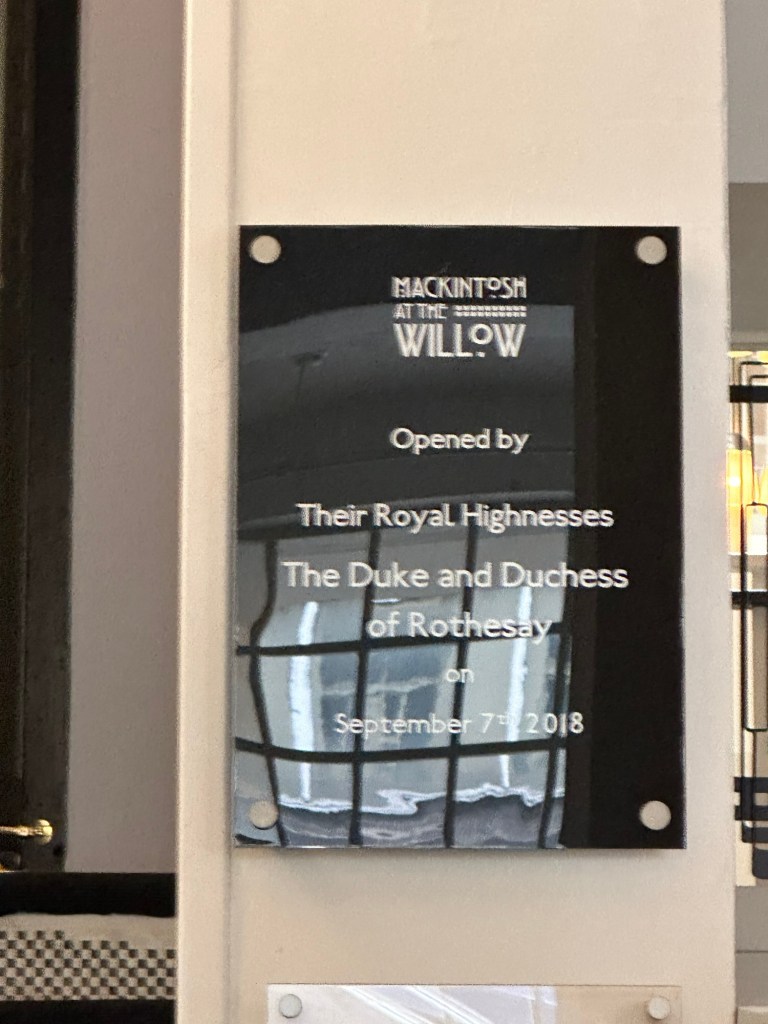 MACKINTOSH
AT THE
WILLOW
Opened by
Their Royal Highnesses
The Duke and Duchess
of Rothesay
on
September 7th 2018